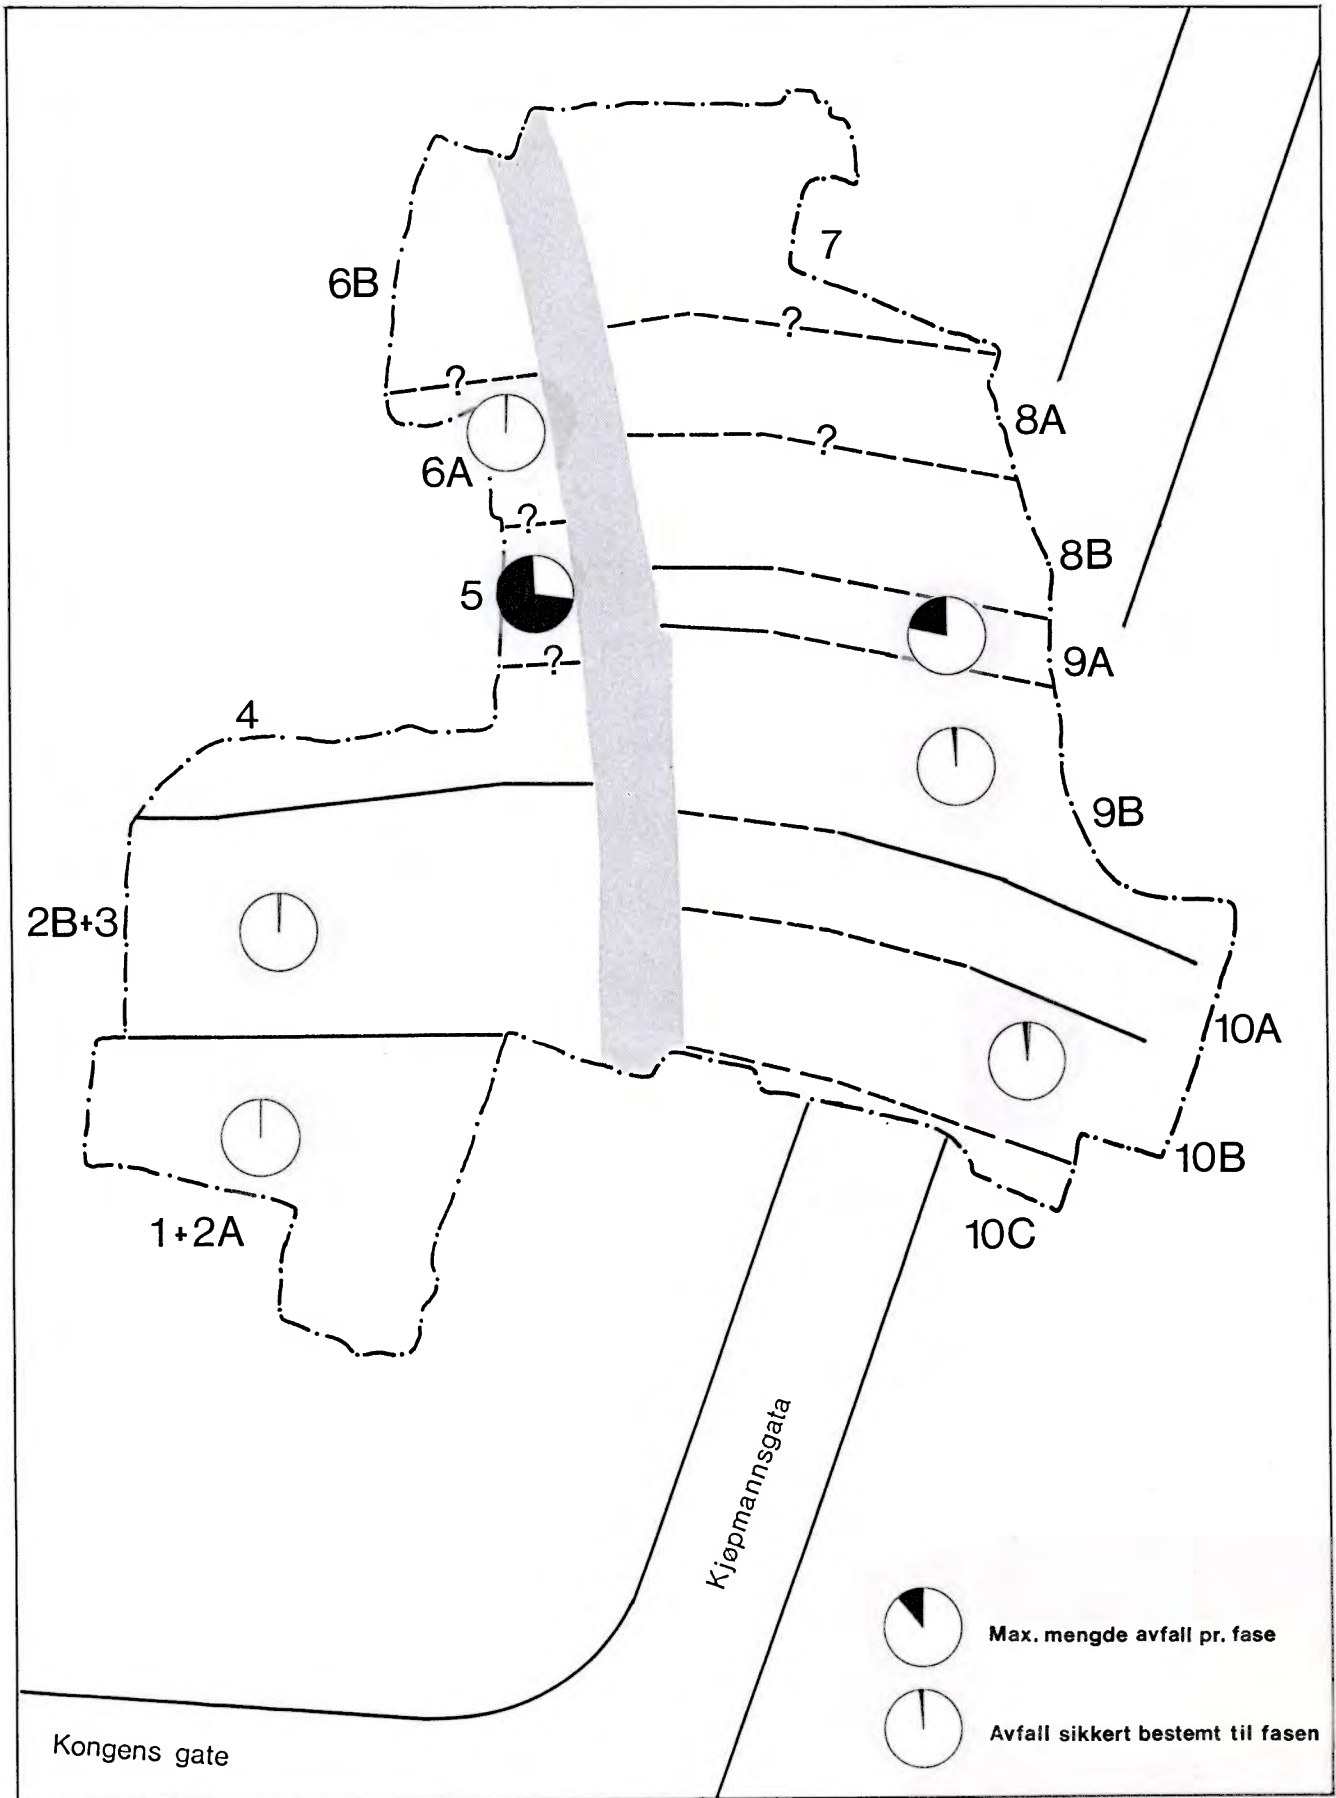 7
6B
?
?
8A
?
6A
?
8B
5
9A
?
4
9B
2B+3
10A
10B
1+2A
10C
Kjøpmannsgata
Max. mengde avfall pr. fase
Avfall sikkert bestemt til fasen
Kongens gate